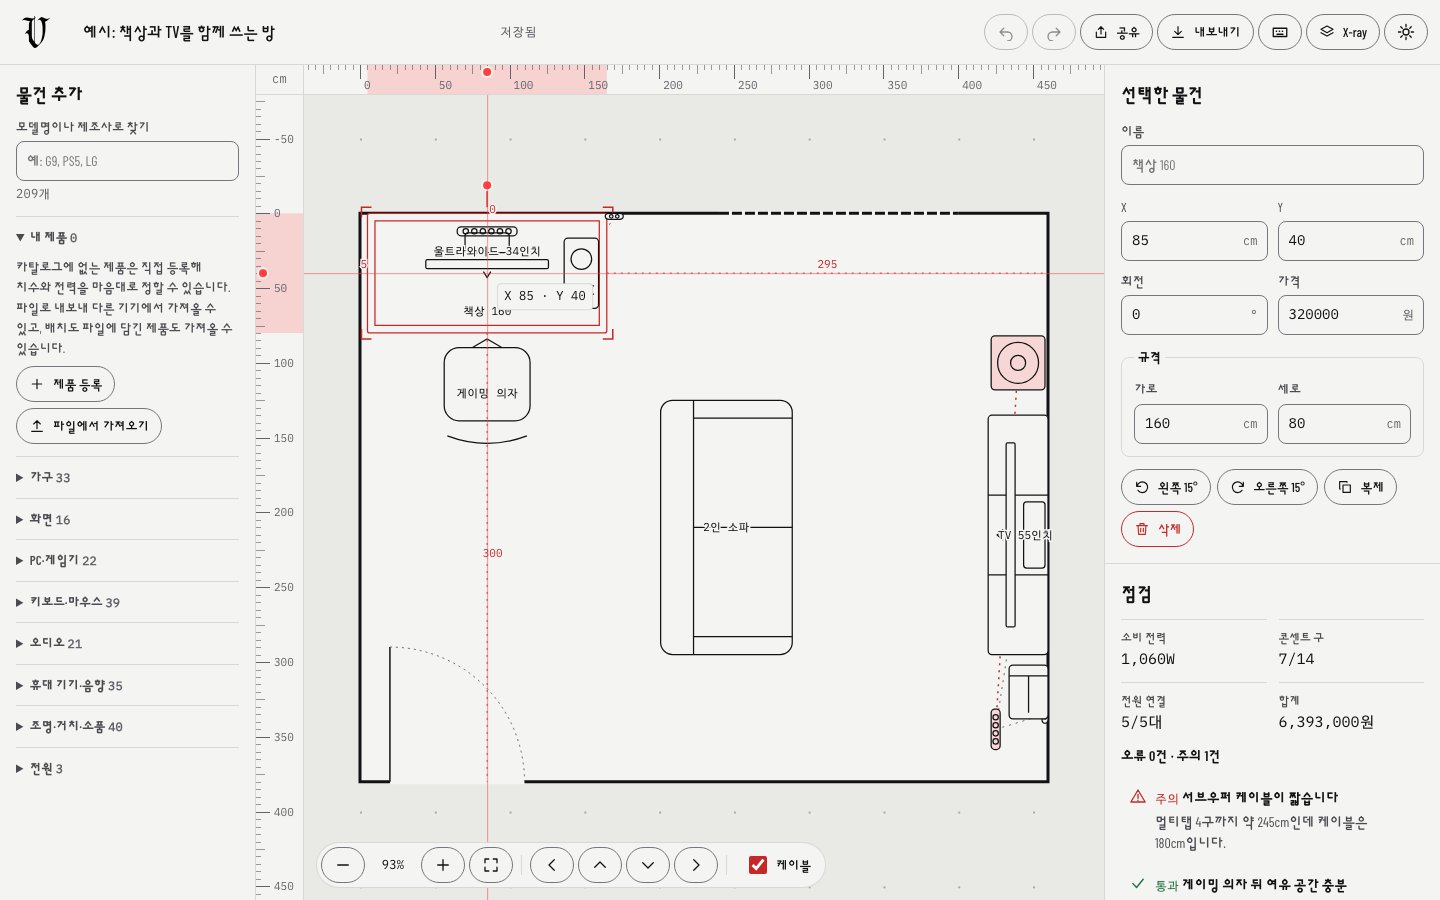 V
예시: 책상과 TV를 함께 쓰는 방
저장됨
공유
내보내기
X-ray
물건 추가
모델명이나 제조사로 찾기
예: G9, PS5, LG
209개
내 제품 0
카탈로그에 없는 제품은 직접 등록해
치수와 전력을 마음대로 정할 수 있습니다.
파일로 내보내 다른 기기에서 가져올 수
있고, 배치도 파일에 담긴 제품도 가져올 수
있습니다.
제품 등록
파일에서 가져오기
가구 33
화면 16
PC·게임기 22
키보드·마우스 39
오디오 21
휴대 기기·음향 35
조명·거치·소품 40
전원 3
cm
0
50
100
150
200
250
300
350
400
450
-50
0
50
100
150
200
250
300
350
400
450
0
5
울트라와이드 34인치
295
X 85 · Y 40
책상 160
게이밍 의자
2인 소파
TV 55인치
300
93%
케이블
선택한 물건
이름
책상 160
X
Y
85 cm
40 cm
회전
가격
0 °
320000 원
규격
가로
세로
160 cm
80 cm
왼쪽 15°
오른쪽 15°
복제
삭제
점검
소비 전력
콘센트 구
1,060W
7/14
전원 연결
합계
5/5대
6,393,000원
오류 0건 · 주의 1건
주의 서브우퍼 케이블이 짧습니다
멀티탭 4구까지 약 245cm인데 케이블은
180cm입니다.
통과 게이밍 의자 뒤 여유 공간 충분